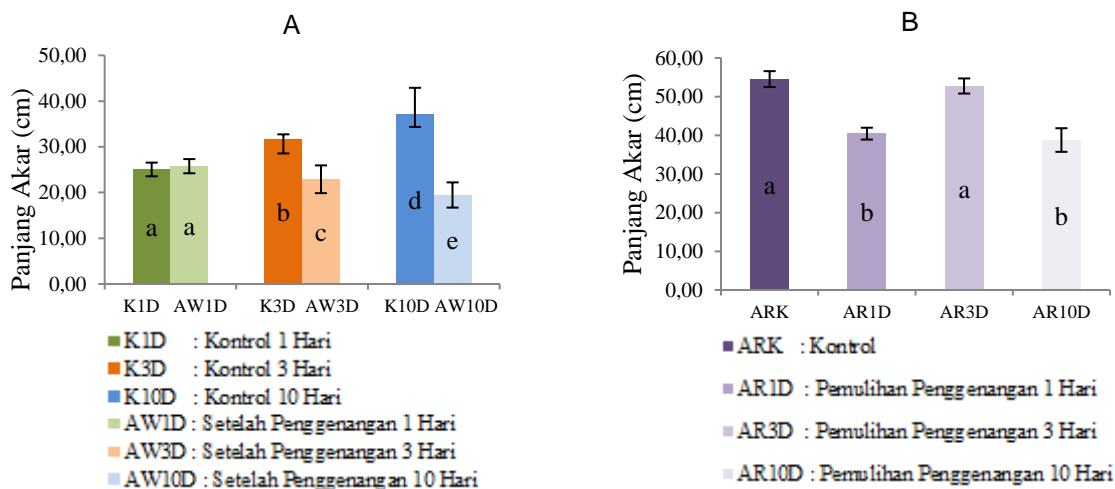 A
Panjang Akar (cm)
50,00
40,00
30,00
20,00
10,00
0,00
a
a
b
c
d
e
K1D AW1D K3D AW3D K10D AW10D
K1D : Kontrol 1 Hari
K3D : Kontrol 3 Hari
K10D : Kontrol 10 Hari
AW1D : Setelah Penggenangan 1 Hari
AW3D : Setelah Penggenangan 3 Hari
AW10D : Setelah Penggenangan 10 Hari
B
Panjang Akar (cm)
60,00
50,00
40,00
30,00
20,00
10,00
0,00
a
b
a
b
ARK AR1D AR3D AR10D
ARK : Kontrol
AR1D : Pemulihan Penggenangan 1 Hari
AR3D : Pemulihan Penggenangan 3 Hari
AR10D : Pemulihan Penggenangan 10 Hari